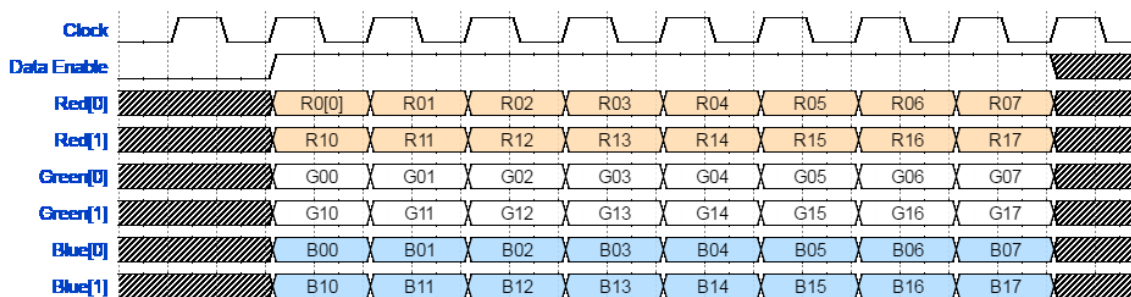 Clock
Data Enable
Red[0] R0[0] R01 R02 R03 R04 R05 R06 R07
Red[1] R10 R11 R12 R13 R14 R15 R16 R17
Green[0] G00 G01 G02 G03 G04 G05 G06 G07
Green[1] G10 G11 G12 G13 G14 G15 G16 G17
Blue[0] B00 B01 B02 B03 B04 B05 B06 B07
Blue[1] B10 B11 B12 B13 B14 B15 B16 B17